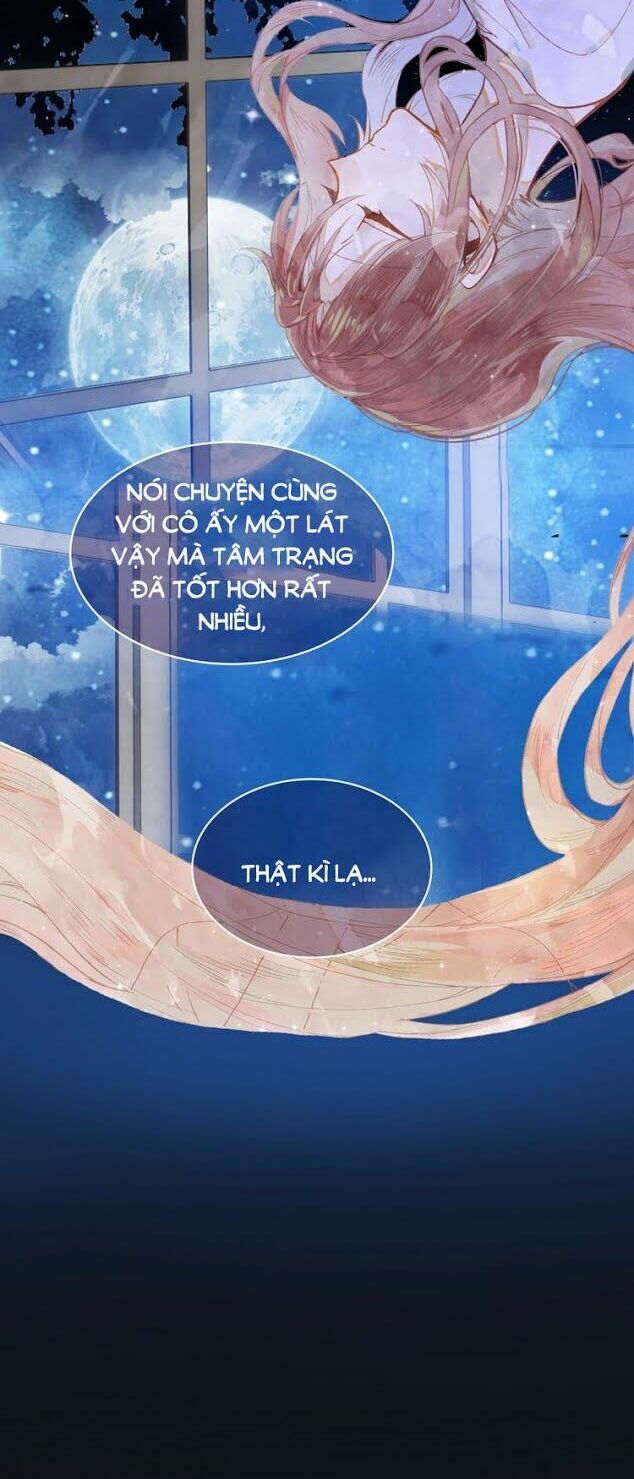 NÓI CHUYỆN CÙNG
VỚI CÔ ẤY MỘT LÁT
VẬY MÀ TÂM TRẠNG
ĐÃ TỐT HƠN RẤT
NHIỀU,
THẬT KÌ LẠ...